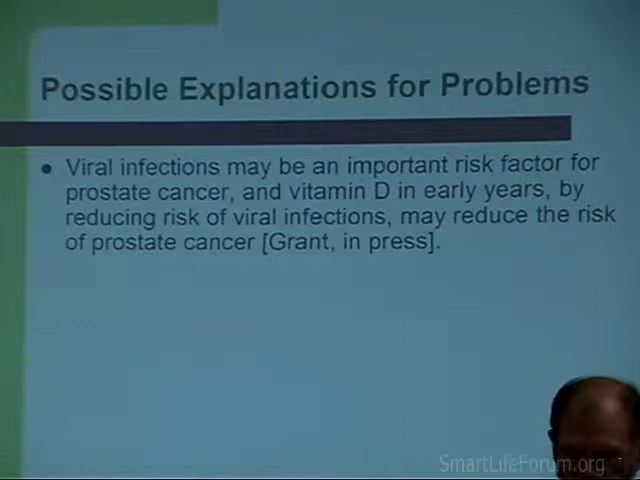 Possible Explanations for Problems
• Viral infections may be an important risk factor for
prostate cancer, and vitamin D in early years, by
reducing risk of viral infections, may reduce the risk
of prostate cancer [Grant, in press].
SmartLifeForum.org